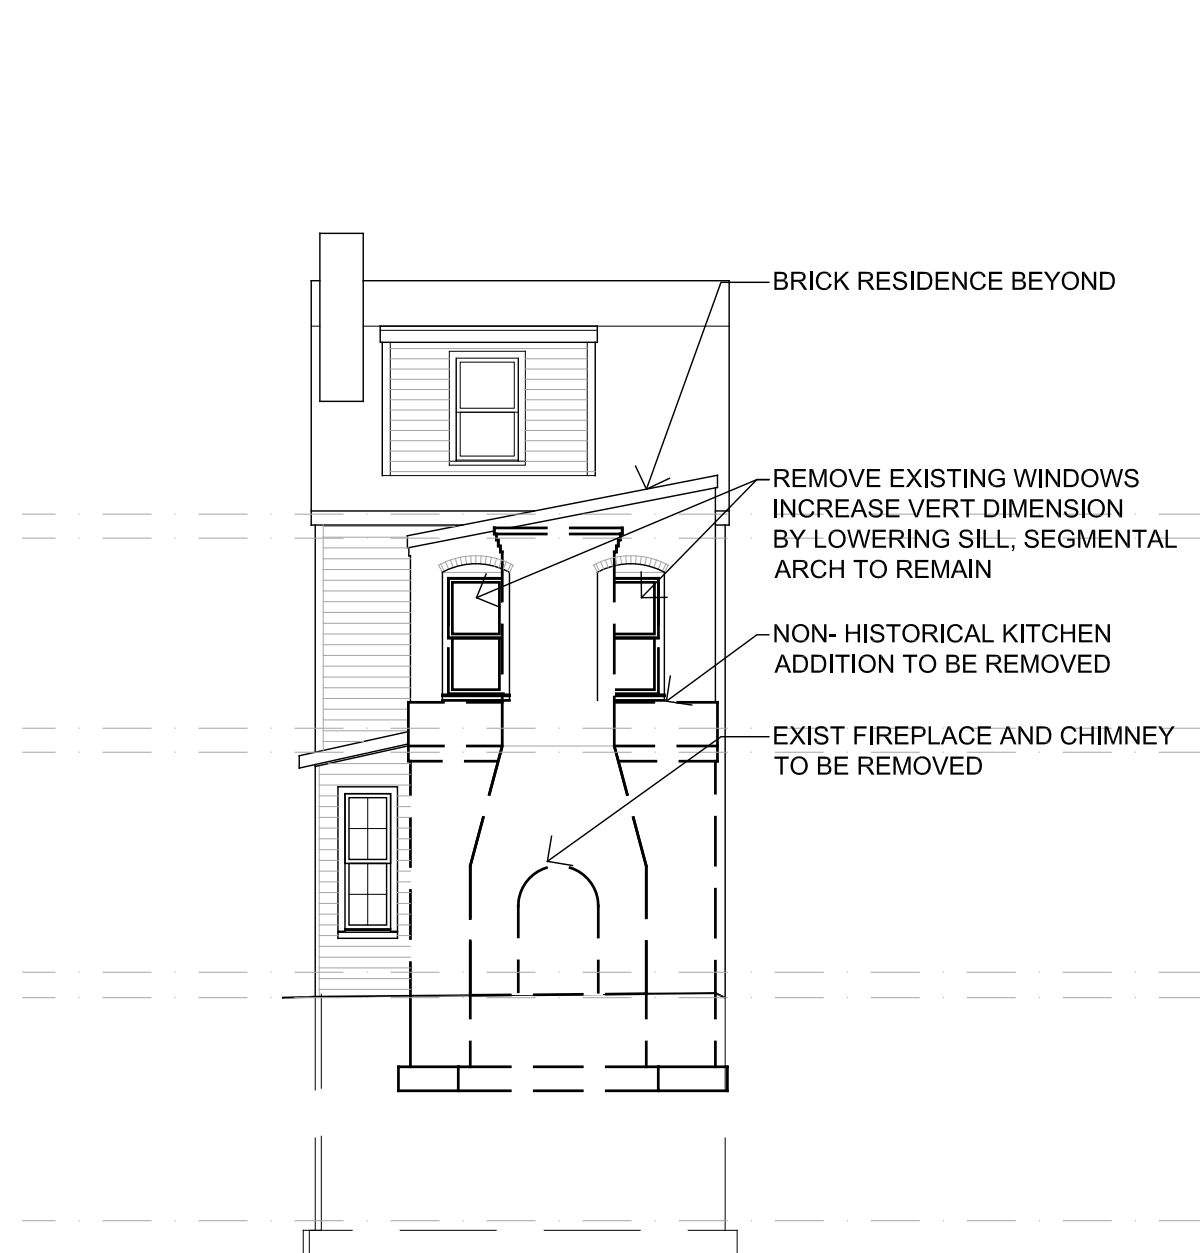 BRICK RESIDENCE BEYOND
REMOVE EXISTING WINDOWS
INCREASE VERT DIMENSION
BY LOWERING SILL, SEGMENTAL
ARCH TO REMAIN
NON- HISTORICAL KITCHEN
ADDITION TO BE REMOVED
EXIST FIREPLACE AND CHIMNEY
TO BE REMOVED